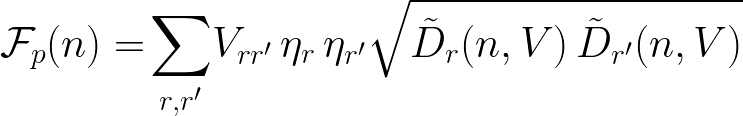 $\mathcal{F}_p(n) = \sum_{r,r'} V_{rr'} \, \eta_r \, \eta_{r'} \sqrt{\tilde{D}_r(n,V) \, \tilde{D}_{r'}(n,V)}$